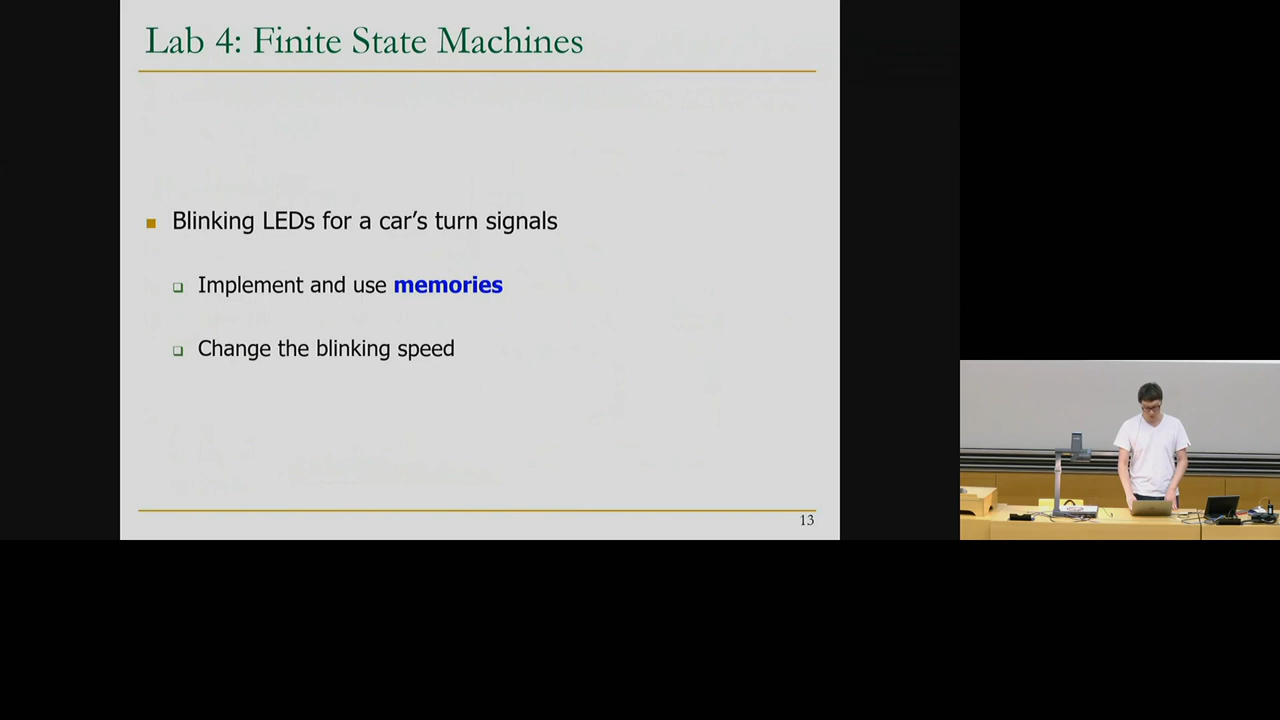 Lab 4: Finite State Machines
Blinking LEDs for a car’s turn signals
Implement and use memories
Change the blinking speed
13